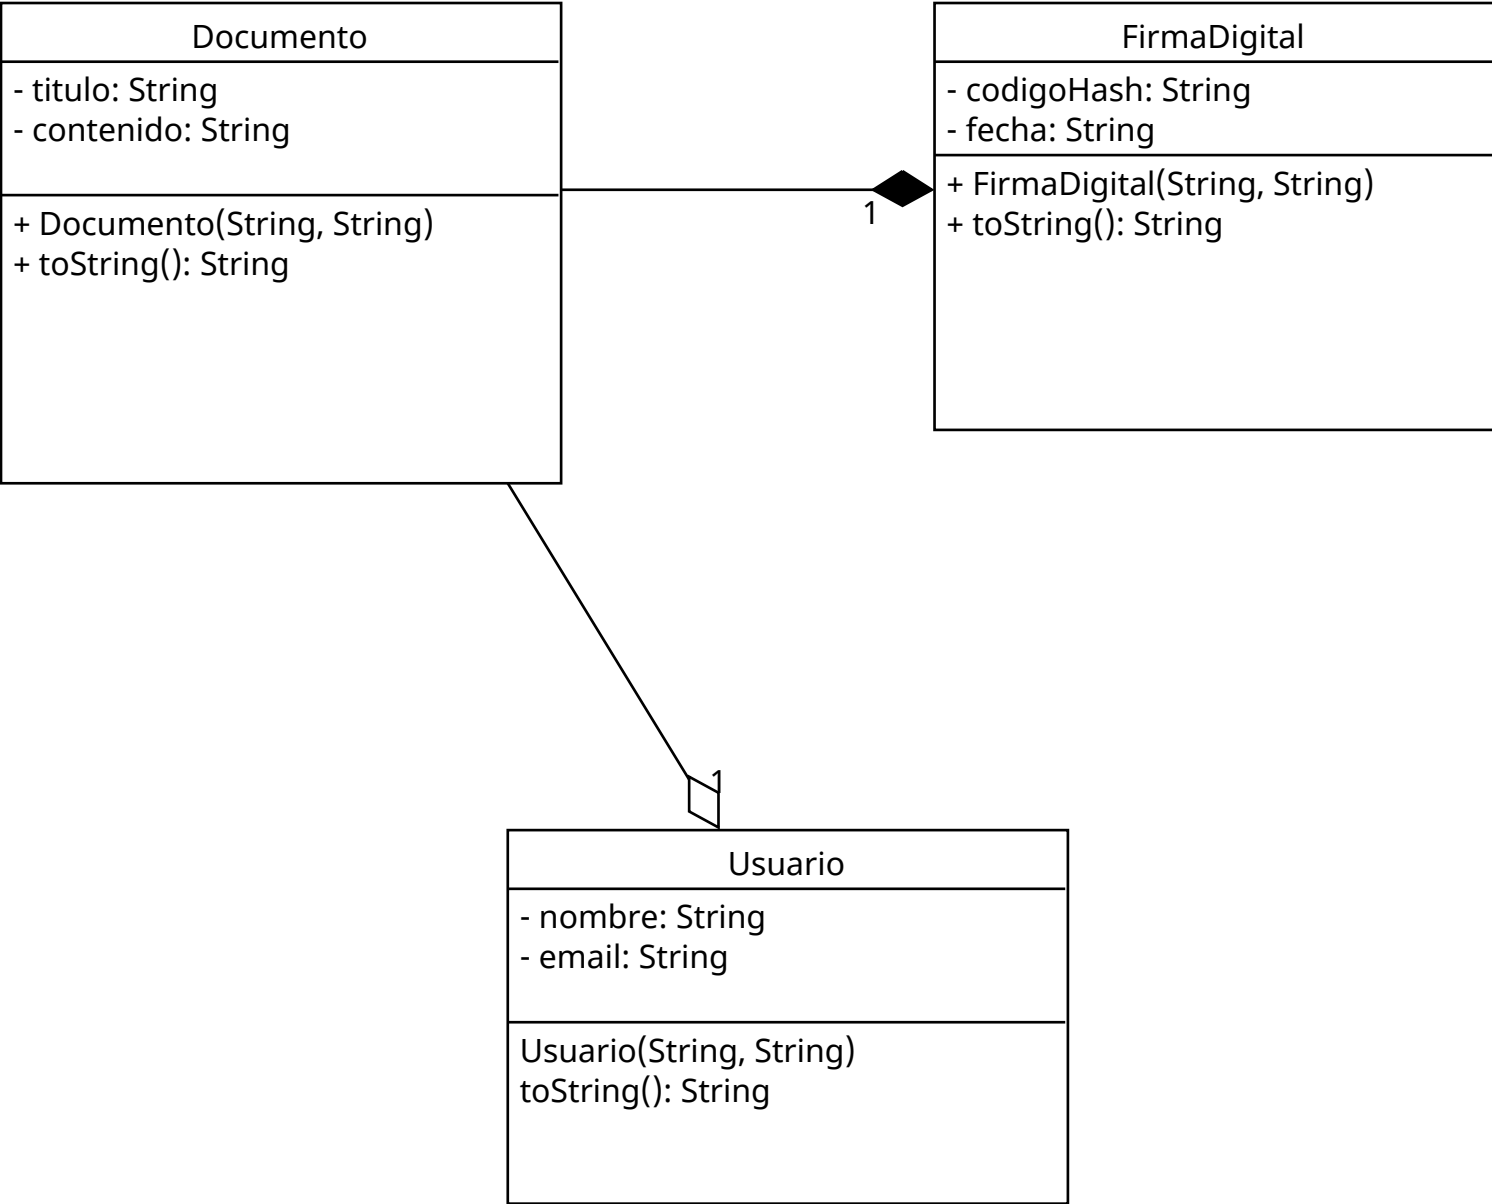 Documento
- titulo: String
- contenido: String
+ Documento(String, String)
+ toString(): String
1
FirmaDigital
- codigoHash: String
- fecha: String
+ FirmaDigital(String, String)
+ toString(): String
1
Usuario
- nombre: String
- email: String
Usuario(String, String)
toString(): String